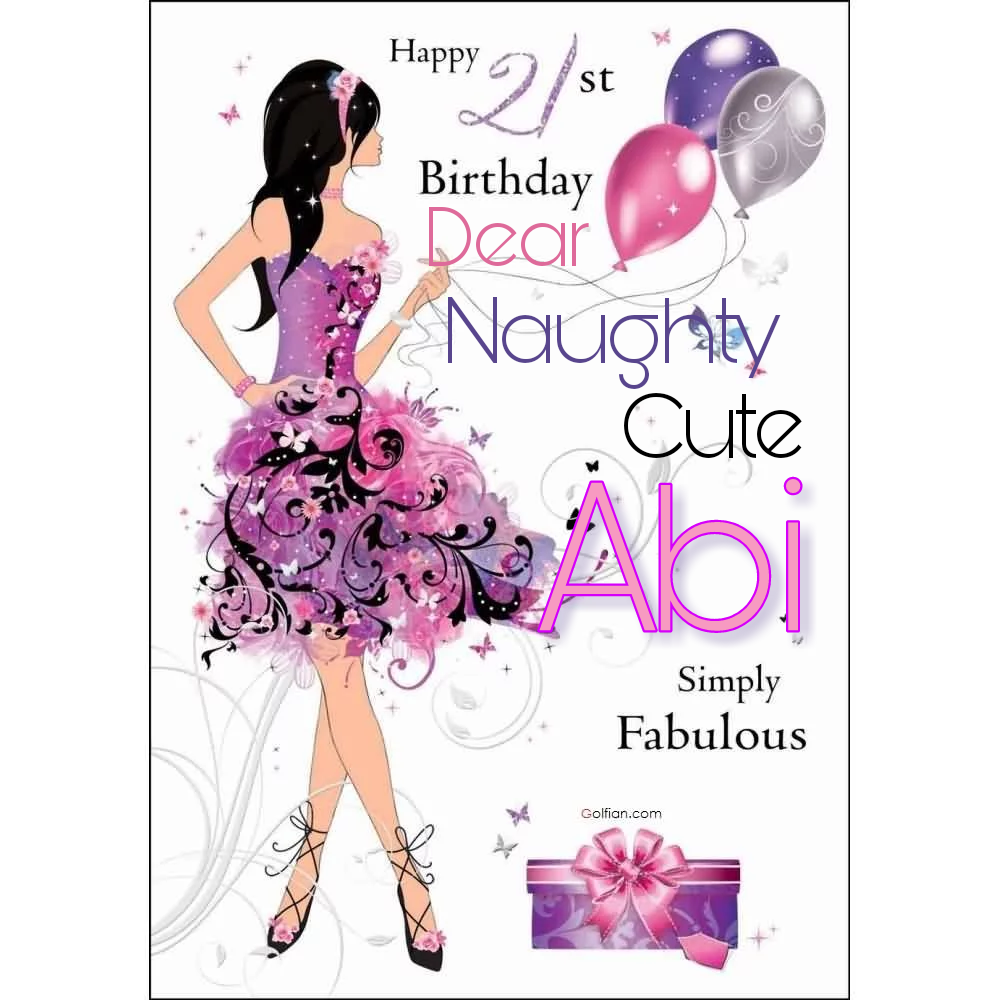 Happy 21st
Birthday
Dear
Naughty
Cute
Abi
Simply
Fabulous
Golfian.com